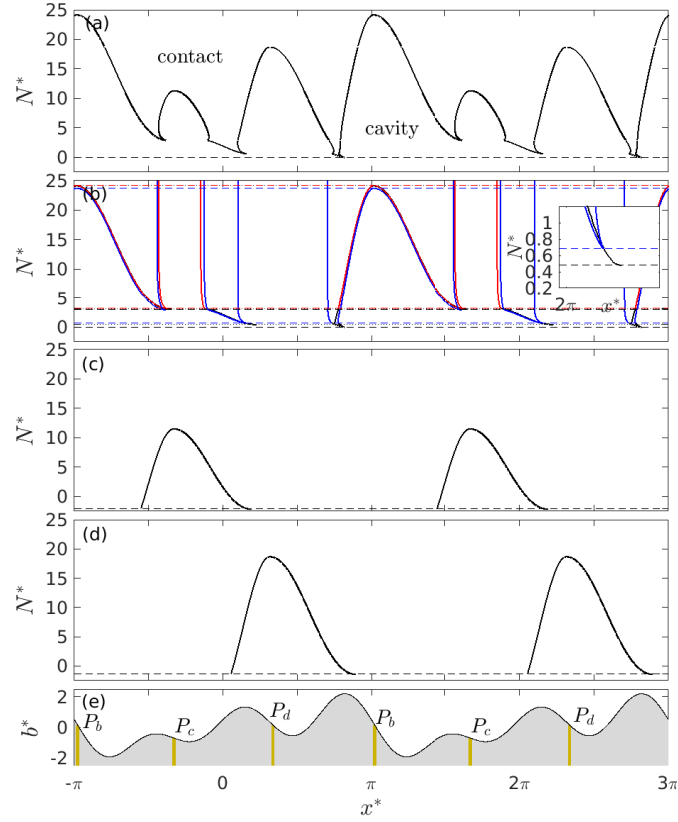 25
(a)
20
contact
15
N*
10
cavity
5
0
25
(b)
20
1
15
N*
0.8
N*
0.6
10
0.4
0.2
5
2π x*
0
25
(c)
20
15
N*
10
5
0
25
(d)
20
15
N*
10
5
0
(e)
2
P_b P_c P_d P_b P_c P_d
b*
0
-2
-π 0 π 2π 3π
x*